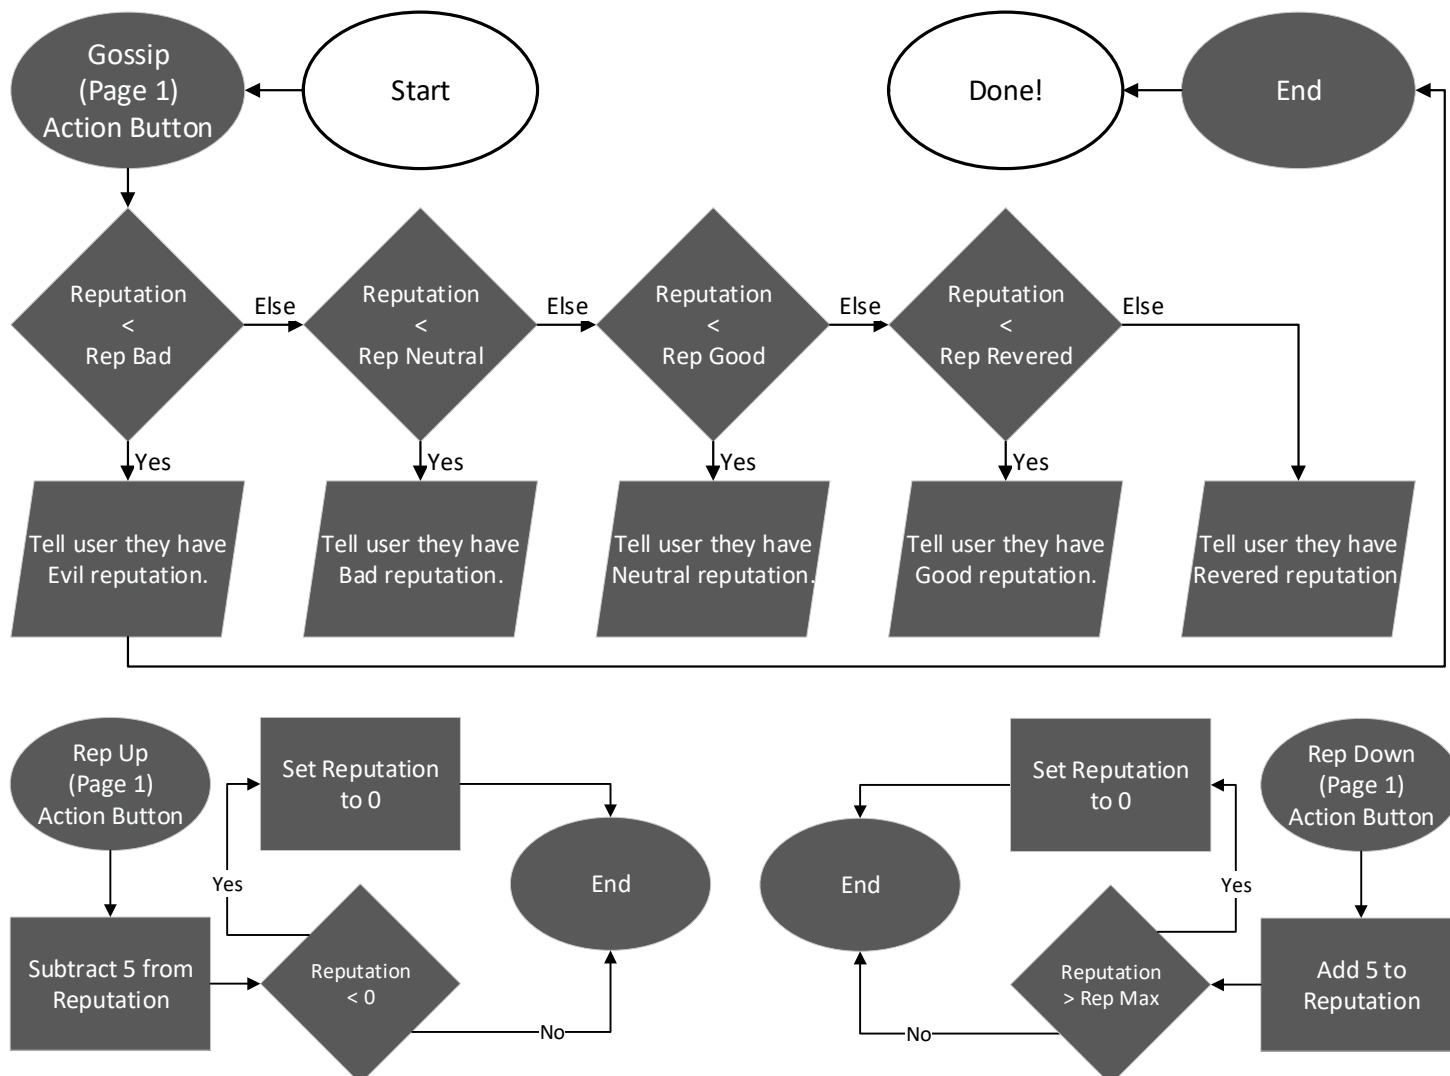 Gossip
(Page 1)
Action Button
Start
Done!
End
Reputation
<
Rep Bad
Else
Reputation
<
Rep Neutral
Else
Reputation
<
Rep Good
Else
Reputation
<
Rep Revered
Else
Yes
Yes
Yes
Yes
Tell user they have
Evil reputation.
Tell user they have
Bad reputation.
Tell user they have
Neutral reputation.
Tell user they have
Good reputation.
Tell user they have
Revered reputation
Rep Up
(Page 1)
Action Button
Set Reputation
to 0
Yes
End
Subtract 5 from
Reputation
Reputation
< 0
No
Set Reputation
to 0
Rep Down
(Page 1)
Action Button
End
Yes
Reputation
> Rep Max
Add 5 to
Reputation
No